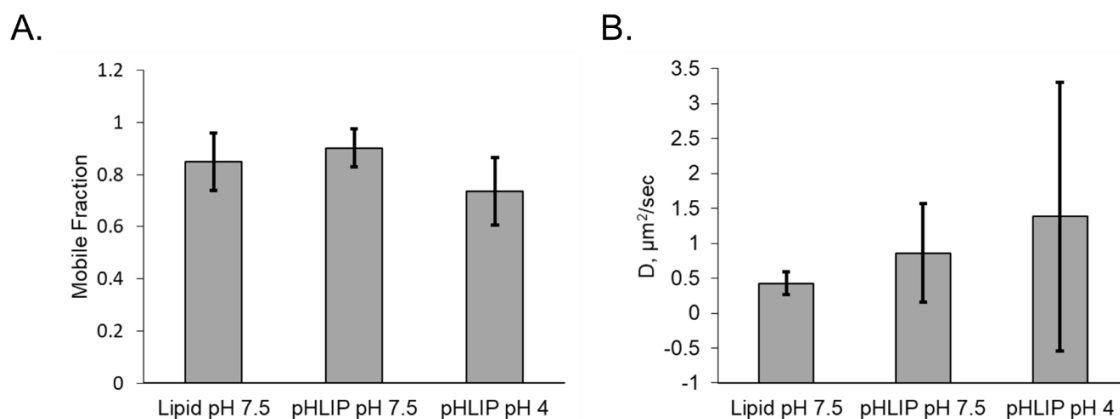 A.
1.2
1
0.8
0.6
0.4
0.2
0
Mobile Fraction
Lipid pH 7.5 pHLIP pH 7.5 pHLIP pH 4
B.
3.5
3
2.5
2
1.5
1
0.5
0
-0.5
-1
D, µm²/sec
Lipid pH 7.5 pHLIP pH 7.5 pHLIP pH 4